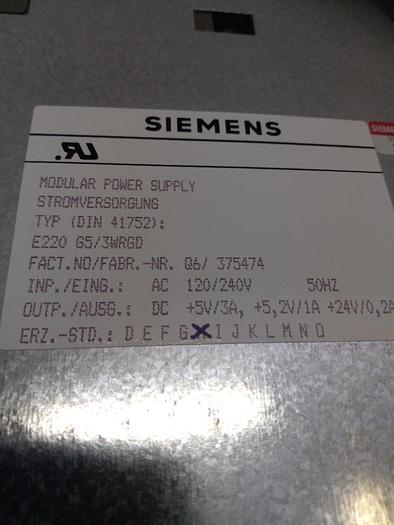 SIEMENS
SIEME
MODULAR POWER SUPPLY
STROMVERSORGUNG
TYP (DIN 41752):
E220 G5/3WRGD
FACT.NO/FABR.-NR. Q6/ 375474
INP./EING.: AC 120/240V 50HZ
OUTP./AUSG.: DC +5V/3A, +5,2V/1A +24V/0,2A
ERZ.-STD.: D E F G I J K L M N O